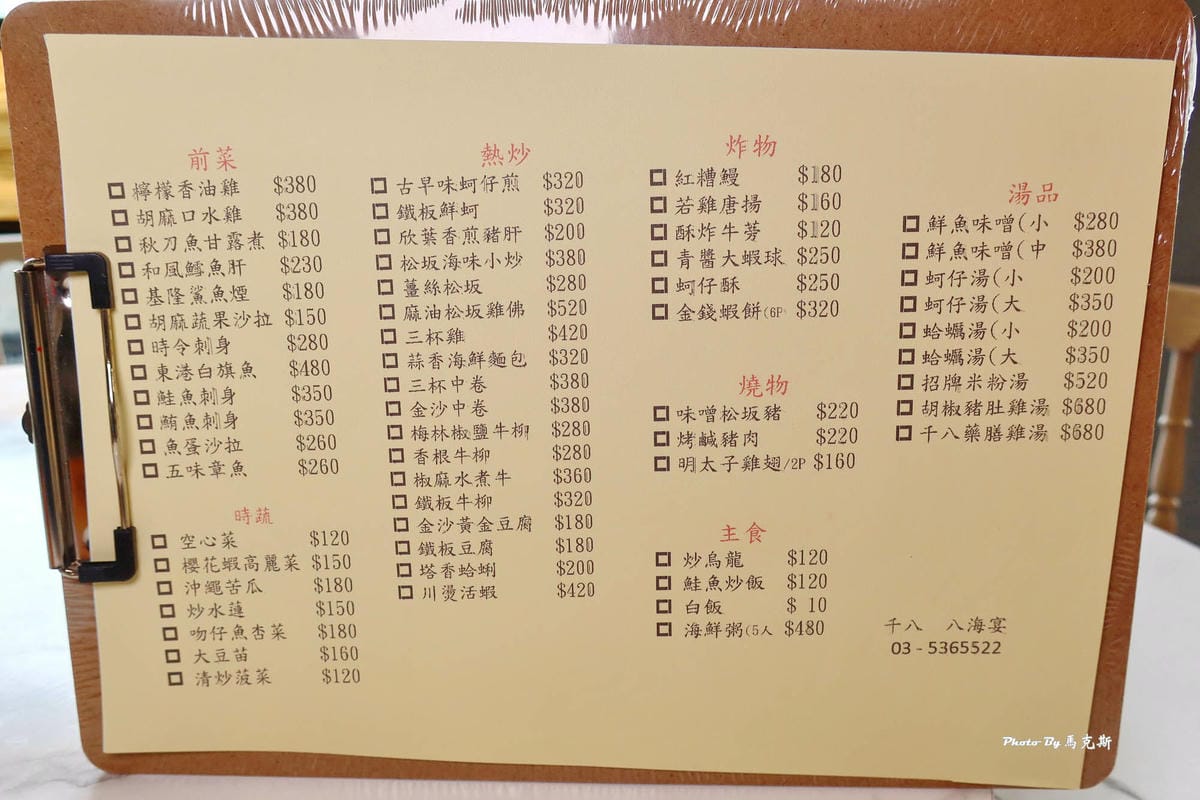 前菜
檸檬香油雞 $380
胡麻口水雞 $380
秋刀魚甘露煮 $180
和風鱈魚肝 $230
基隆鯊魚煙 $180
胡麻蔬果沙拉 $150
時令刺身 $280
東港白旗魚 $480
鮭魚刺身 $350
鮪魚刺身 $350
魚蛋沙拉 $260
五味章魚 $260
時蔬
空心菜 $120
櫻花蝦高麗菜 $150
沖繩苦瓜 $180
炒水蓮 $150
吻仔魚杏菜 $180
大豆苗 $160
清炒菠菜 $120
熱炒
古早味蚵仔煎 $320
鐵板鮮蚵 $320
欣葉香煎豬肝 $200
松坂海味小炒 $380
薑絲松坂 $280
麻油松坂雞佛 $520
三杯雞 $420
蒜香海鮮麵包 $320
三杯中卷 $380
金沙中卷 $380
梅林椒鹽牛柳 $280
香根牛柳 $280
椒麻水煮牛 $360
鐵板牛柳 $320
金沙黃金豆腐 $180
鐵板豆腐 $180
塔香蛤蜊 $200
川燙活蝦 $420
炸物
紅糟鰻 $180
若雞唐揚 $160
酥炸牛蒡 $120
青醬大蝦球 $250
蚵仔酥 $250
金錢蝦餅(6P $320
燒物
味噌松坂豬 $220
烤鹹豬肉 $220
明太子雞翅/2P $160
主食
炒烏龍 $120
鮭魚炒飯 $120
白飯 $ 10
海鮮粥(5人 $480
湯品
鮮魚味噌(小 $280
鮮魚味噌(中 $380
蚵仔湯(小 $200
蚵仔湯(大 $350
蛤蠣湯(小 $200
蛤蠣湯(大 $350
招牌米粉湯 $520
胡椒豬肚雞湯 $680
千八藥膳雞湯 $680
千八 八海宴
03-5365522
Photo By 馬克斯